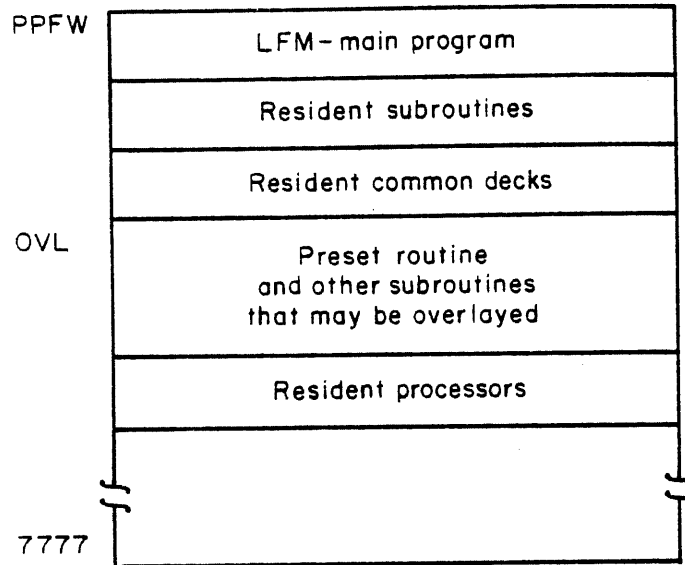 PPFW
LFM-main program
Resident subroutines
Resident common decks
OVL
Preset routine
and other subroutines
that may be overlayed
Resident processors
7777